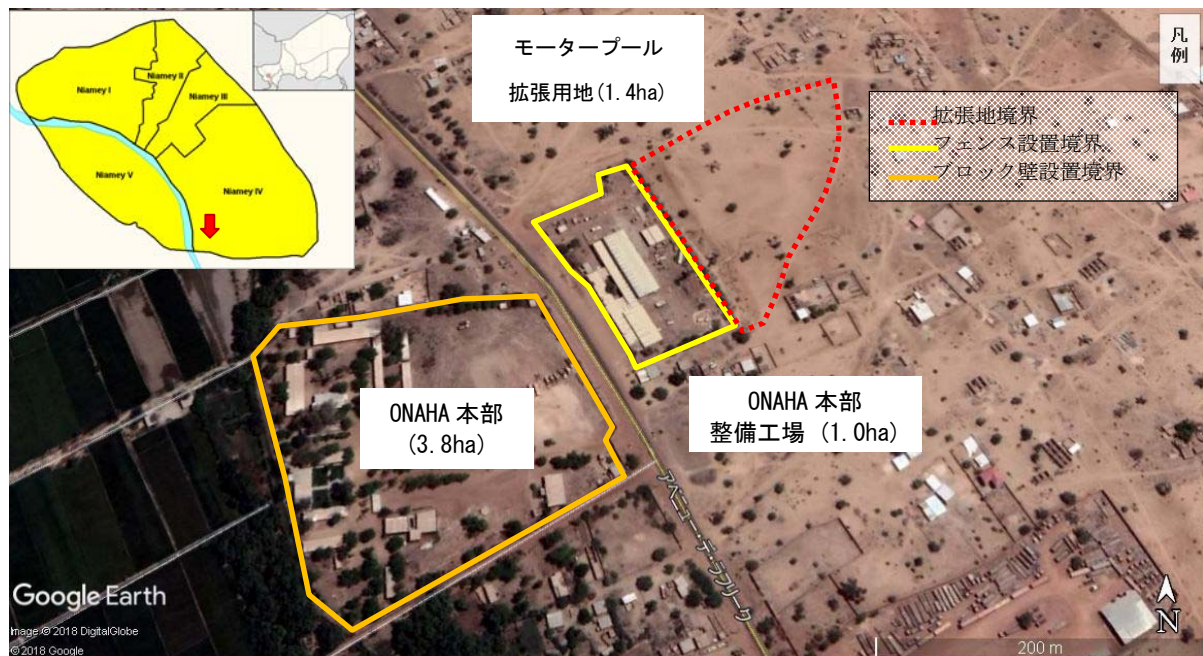 Niamey I
Niamey II
Niamey III
Niamey V
Niamey IV
モータープール
拡張用地(1.4ha)
凡
例
拡張地境界
フェンス設置境界
ブロック壁設置境界
ONAHA 本部
(3.8ha)
ONAHA 本部
整備工場 (1.0ha)
アベニュー・デ・ラフリーク
Google Earth
Image © 2018 DigitalGlobe
© 2018 Google
200 m
N